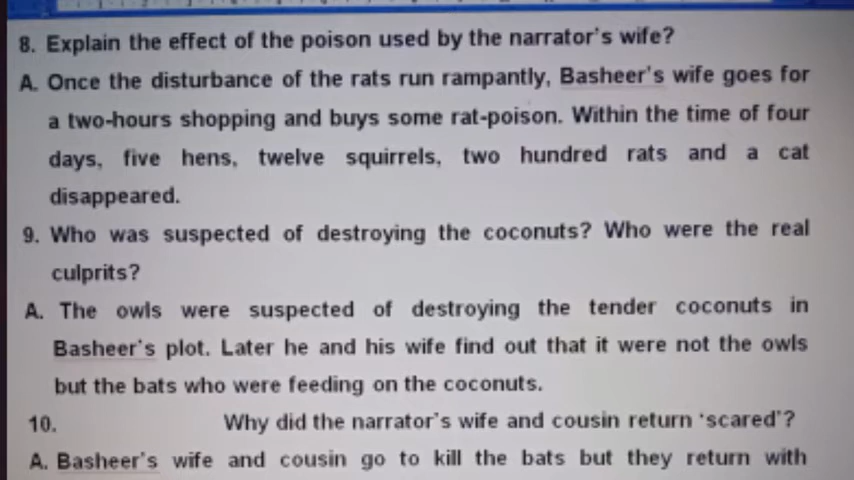 8. Explain the effect of the poison used by the narrator's wife?
A. Once the disturbance of the rats run rampantly, Basheer's wife goes for
a two-hours shopping and buys some rat-poison. Within the time of four
days, five hens, twelve squirrels, two hundred rats and a cat
disappeared.
9. Who was suspected of destroying the coconuts? Who were the real
culprits?
A. The owls were suspected of destroying the tender coconuts in
Basheer's plot. Later he and his wife find out that it were not the owls
but the bats who were feeding on the coconuts.
10. Why did the narrator's wife and cousin return 'scared'?
A. Basheer's wife and cousin go to kill the bats but they return with